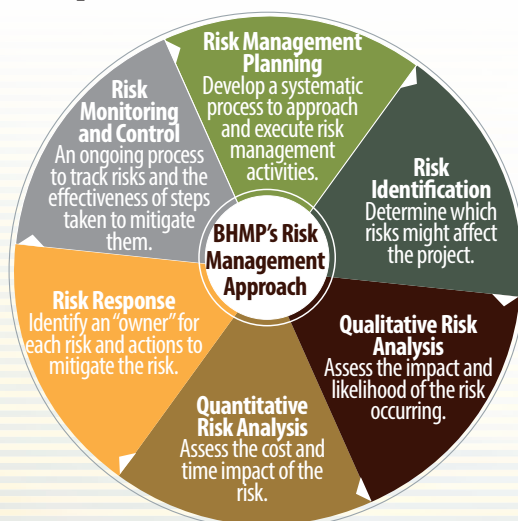 Risk Management
Planning
Develop a systematic
process to approach
and execute risk
management
activities.
Risk
Identification
Determine which
risks might affect
the project.
Qualitative Risk
Analysis
Assess the impact and
likelihood of the risk
occurring.
Quantitative
Risk Analysis
Assess the cost and
time impact of the
risk.
Risk Response
Identify an “owner” for
each risk and actions to
mitigate the risk.
Risk
Monitoring
and Control
An ongoing process
to track risks and the
effectiveness of steps
taken to mitigate
them.
BHMP’s Risk
Management
Approach